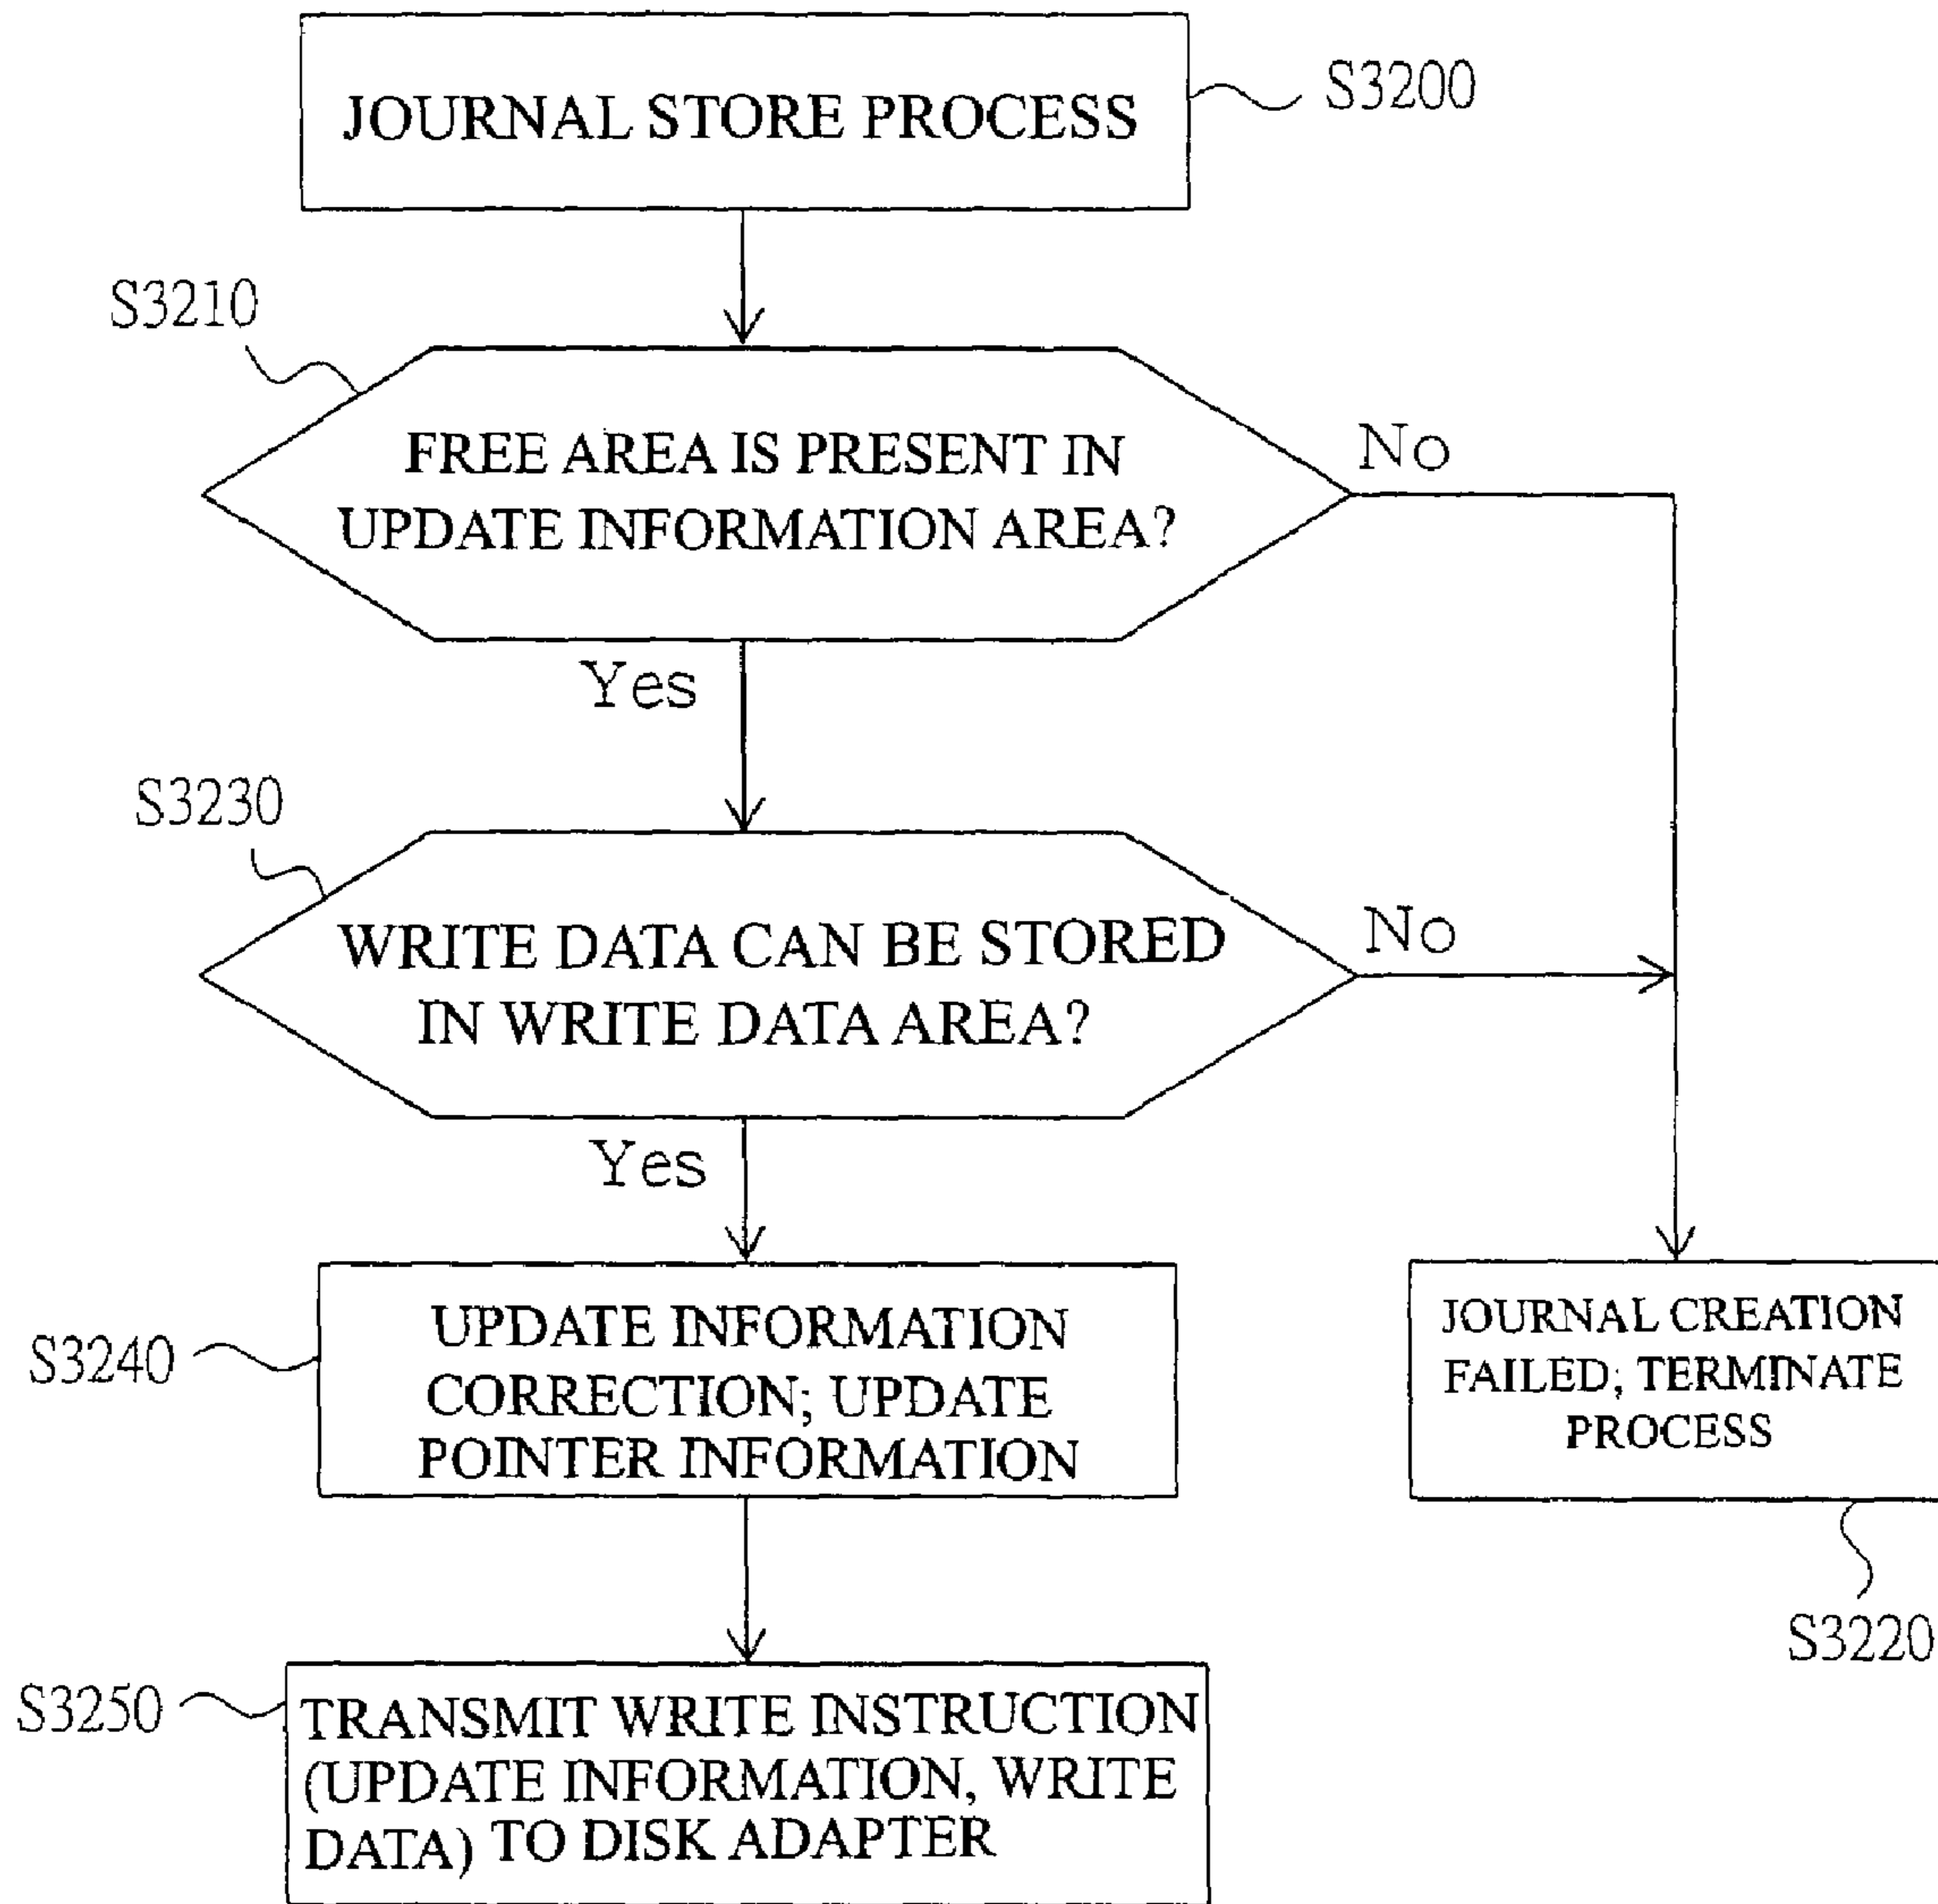 JOURNAL STORE PROCESS
S3200
S3210
FREE AREA IS PRESENT IN
UPDATE INFORMATION AREA?
No
Yes
S3230
WRITE DATA CAN BE STORED
IN WRITE DATA AREA?
No
Yes
S3240
UPDATE INFORMATION
CORRECTION; UPDATE
POINTER INFORMATION
JOURNAL CREATION
FAILED; TERMINATE
PROCESS
S3220
S3250
TRANSMIT WRITE INSTRUCTION
(UPDATE INFORMATION, WRITE
DATA) TO DISK ADAPTER